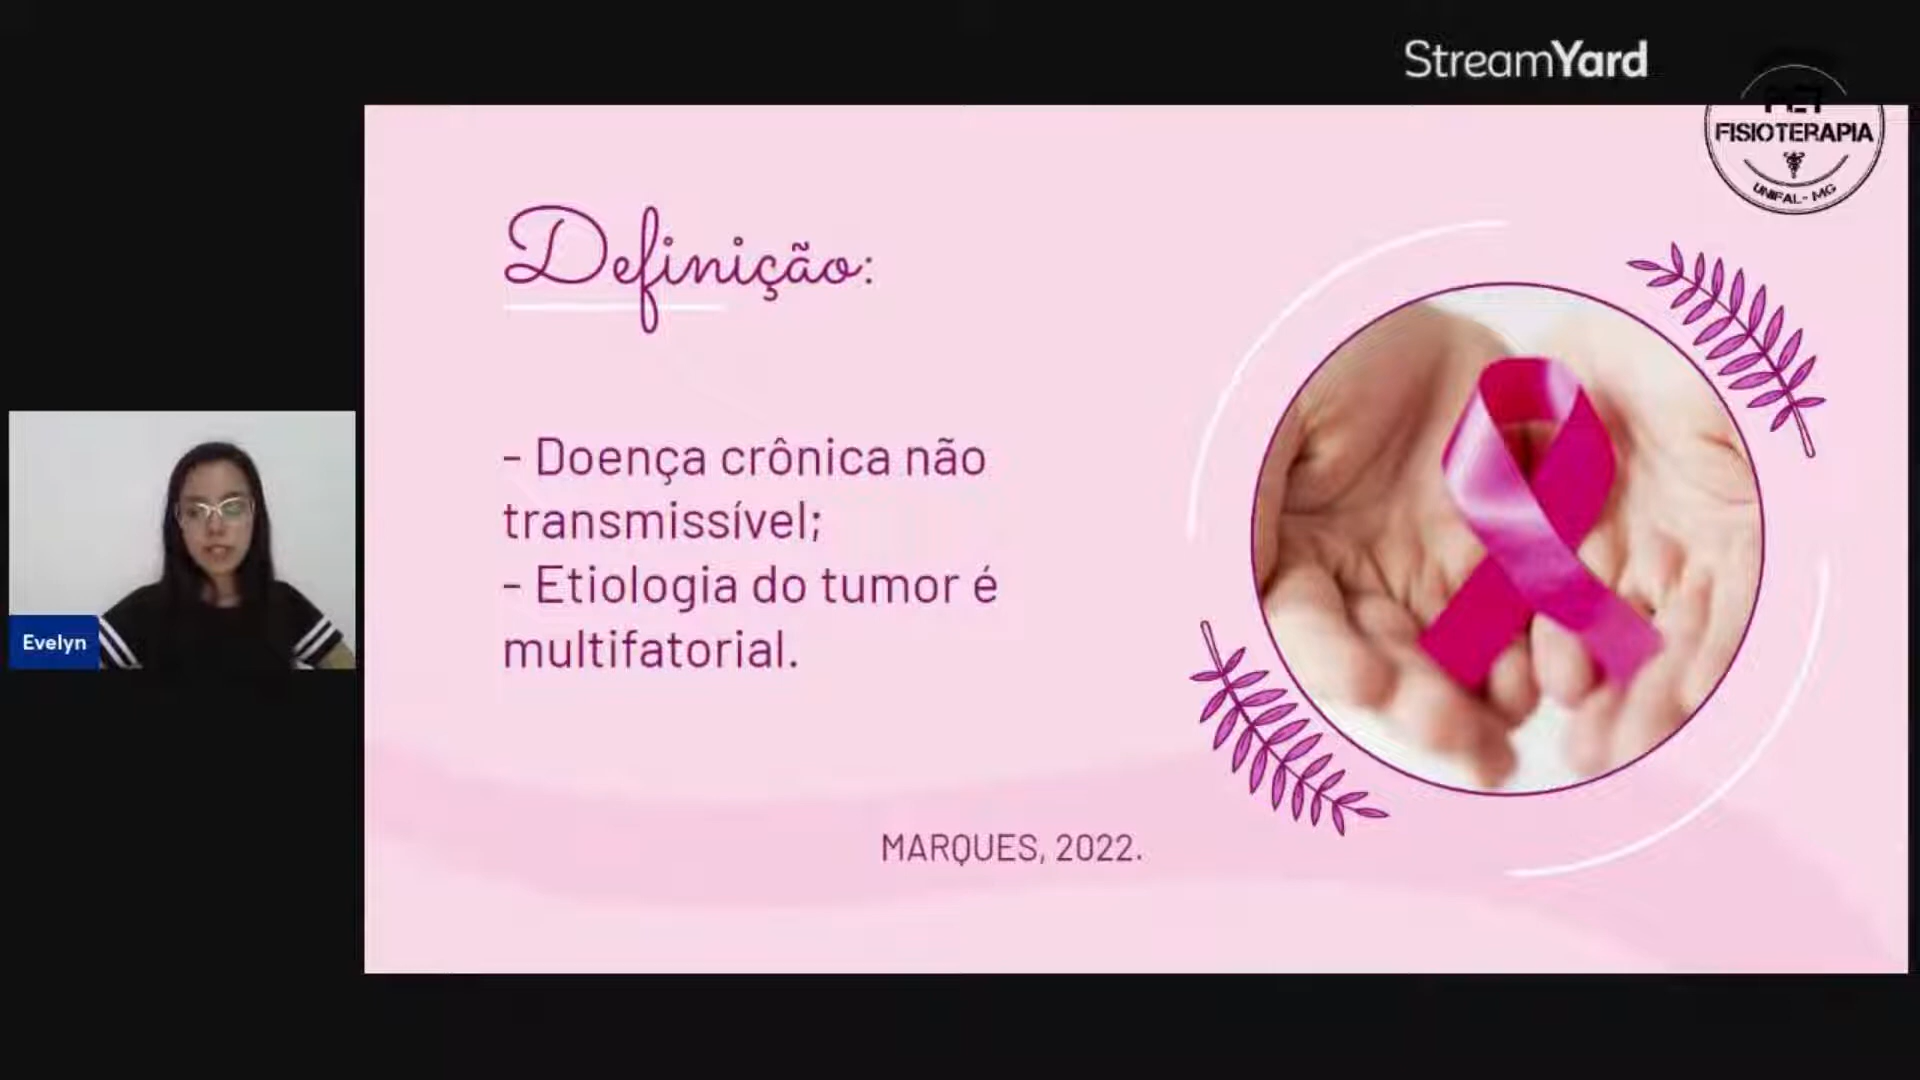 StreamYard
FISIOTERAPIA
UNIFAL-MG
Definição:
- Doença crônica não
transmissível;
- Etiologia do tumor é
multifatorial.
MARQUES, 2022.
Evelyn